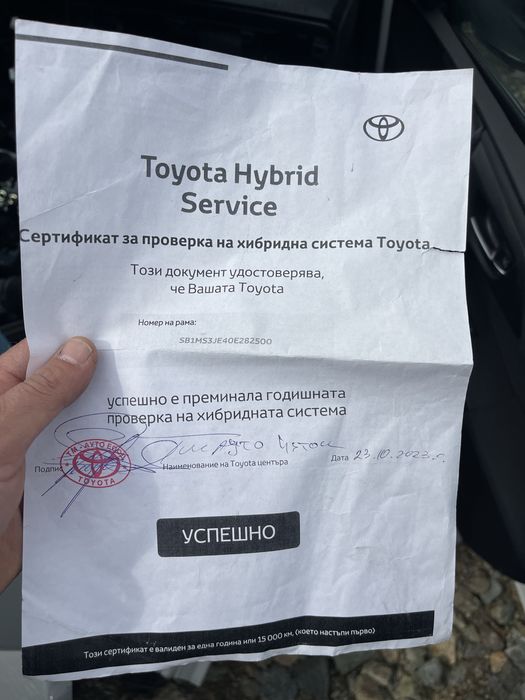 Toyota Hybrid
Service
Сертификат за проверка на хибридна система Toyota
Този документ удостоверява,
че Вашата Toyota
Номер на рама:
SB1MS3JE40E282500
успешно е преминала годишната
проверка на хибридната система
TOYOTA
Подпис
Наименование на Toyota центъра
Дата 23.10.2023 г.
УСПЕШНО
Този сертификат е валиден за една година или 15 000 км, (което настъпи първо)